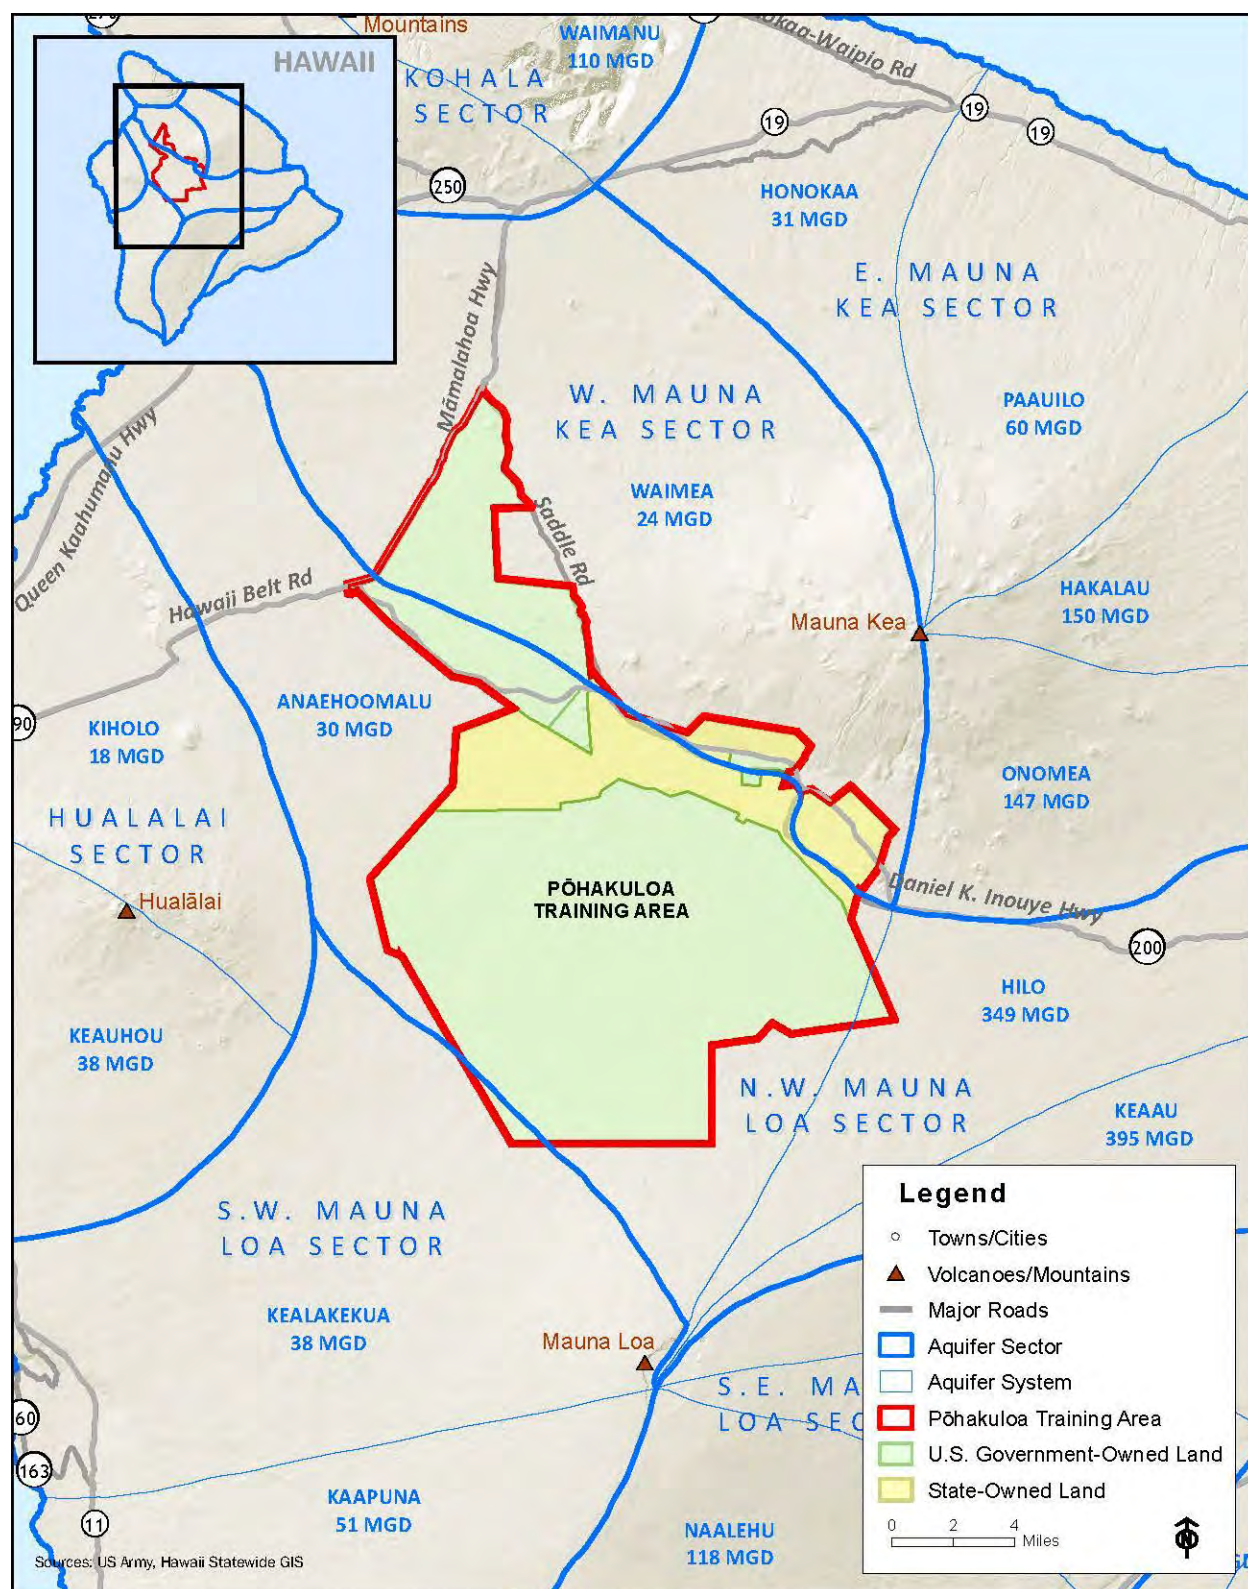 270
Mountains
HAWAII
WAIMANU
110 MGD
KOHALA
SECTOR
okaa-Waipio Rd
19
19
19
250
HONOKAA
31 MGD
E. MAUNA
KEA SECTOR
Māmalahoa Hwy
W. MAUNA
KEA SECTOR
PAAUILO
60 MGD
Queen Kaahumanu Hwy
WAIMEA
24 MGD
Saddle Rd
Hawaii Belt Rd
HAKALAU
150 MGD
Mauna Kea
ANAEHOOMALU
30 MGD
90
KIHOLO
18 MGD
ONOMEA
147 MGD
HUALALAI
SECTOR
Hualālai
PŌHAKULOA
TRAINING AREA
Daniel K. Inouye Hwy
200
HILO
349 MGD
KEAUHOU
38 MGD
N.W. MAUNA
LOA SECTOR
KEAAU
395 MGD
S.W. MAUNA
LOA SECTOR
KEALAKEKUA
38 MGD
Mauna Loa
S.E. MA
LOA SEC
60
163
11
KAAPUNA
51 MGD
NAALEHU
118 MGD
Legend
Towns/Cities
Volcanoes/Mountains
Major Roads
Aquifer Sector
Aquifer System
Pōhakuloa Training Area
U.S. Government-Owned Land
State-Owned Land
0 2 4
Miles
N
Sources: US Army, Hawaii Statewide GIS